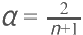 α = 2/(n+1)